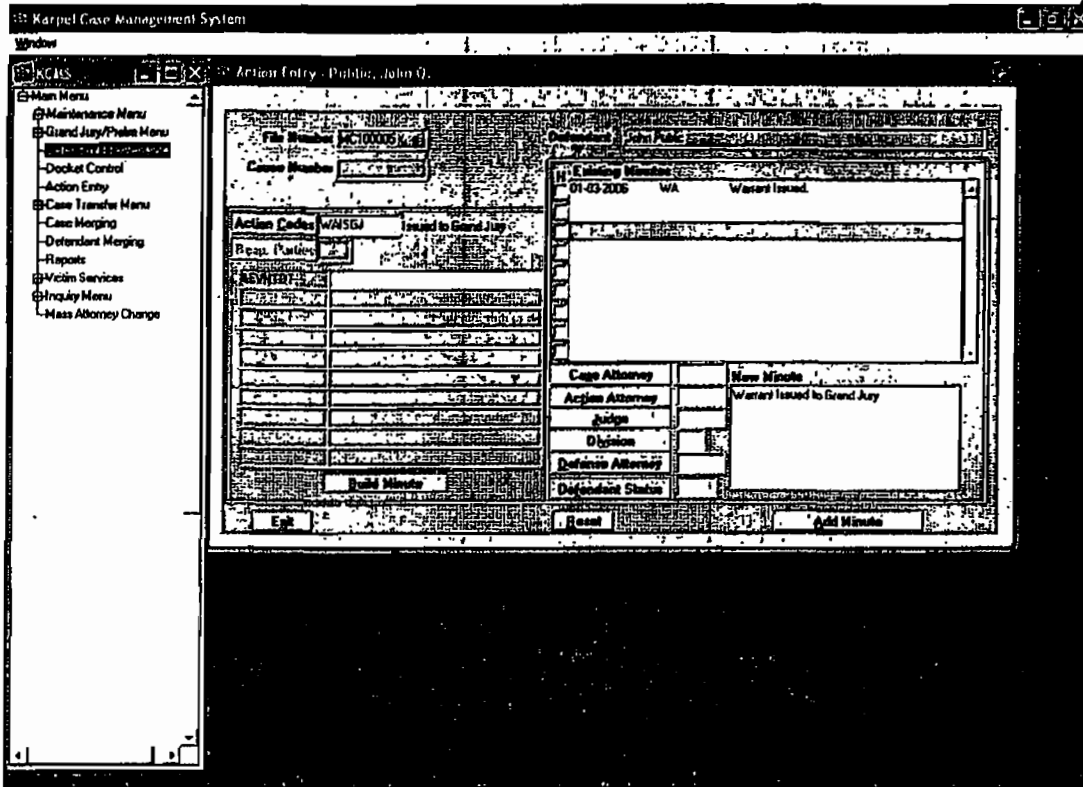 Karpel Case Management System
Window
KCMS
Main Menu
Maintenance Menu
Grand Jury/Prelim Menu
Docket Control
Action Entry
Case Transfer Menu
Case Merging
Defendant Merging
Reports
Victim Services
Inquiry Menu
Mass Attorney Change
Action Entry - Public, John Q.
File Number
Defendant John Public
Cause Number
H Existing Minutes
01-03-2006 WA Warrant Issued.
Action Codes WAISGJ Issued to Grand Jury
Resp. Parties
Build Minute
Case Attorney
Action Attorney
Judge
Division
Defense Attorney
Defendant Status
New Minute
Warrant Issued to Grand Jury
Exit
Reset
Add Minute